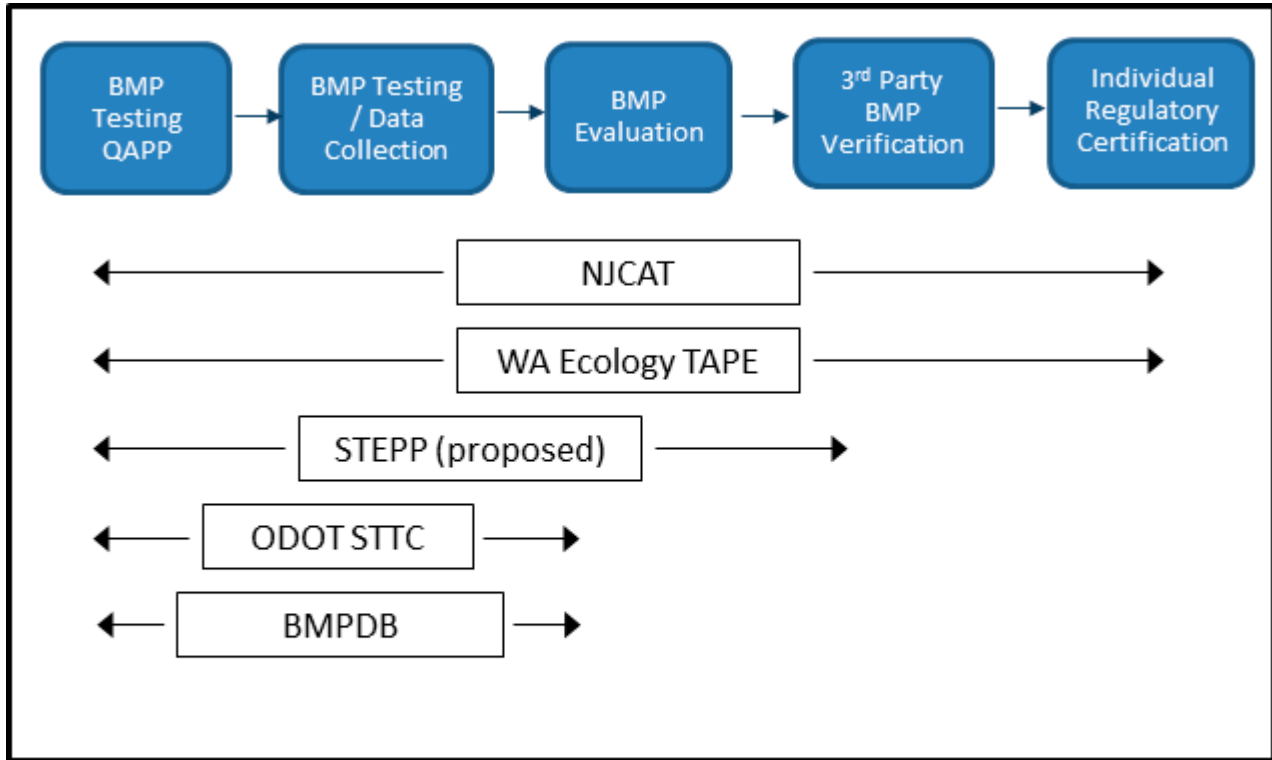 BMP
Testing
QAPP
BMP Testing
/ Data
Collection
BMP
Evaluation
3rd Party
BMP
Verification
Individual
Regulatory
Certification
NJCAT
WA Ecology TAPE
STEPP (proposed)
ODOT STTC
BMPDB